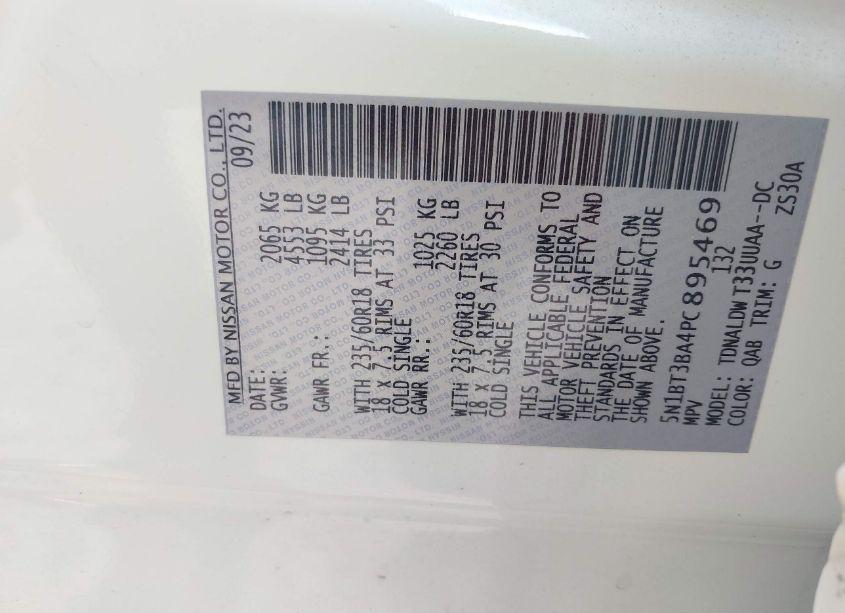 MFD BY NISSAN MOTOR CO., LTD.
DATE: 09/23
GVWR: 2065 KG
4553 LB
GAWR FR.: 1095 KG
2414 LB
WITH 235/60R18 TIRES
18 X 7.5 RIMS AT 33 PSI
COLD SINGLE
GAWR RR.: 1025 KG
2260 LB
WITH 235/60R18 TIRES
18 X 7.5 RIMS AT 30 PSI
COLD SINGLE
THIS VEHICLE CONFORMS TO
ALL APPLICABLE FEDERAL
MOTOR VEHICLE SAFETY AND
THEFT PREVENTION
STANDARDS IN EFFECT ON
THE DATE OF MANUFACTURE
SHOWN ABOVE.
5N1BT3BA4PC895469
MPV 132
MODEL: TDNALDW T33UUAA--DC
COLOR: QAB TRIM: G ZS30A